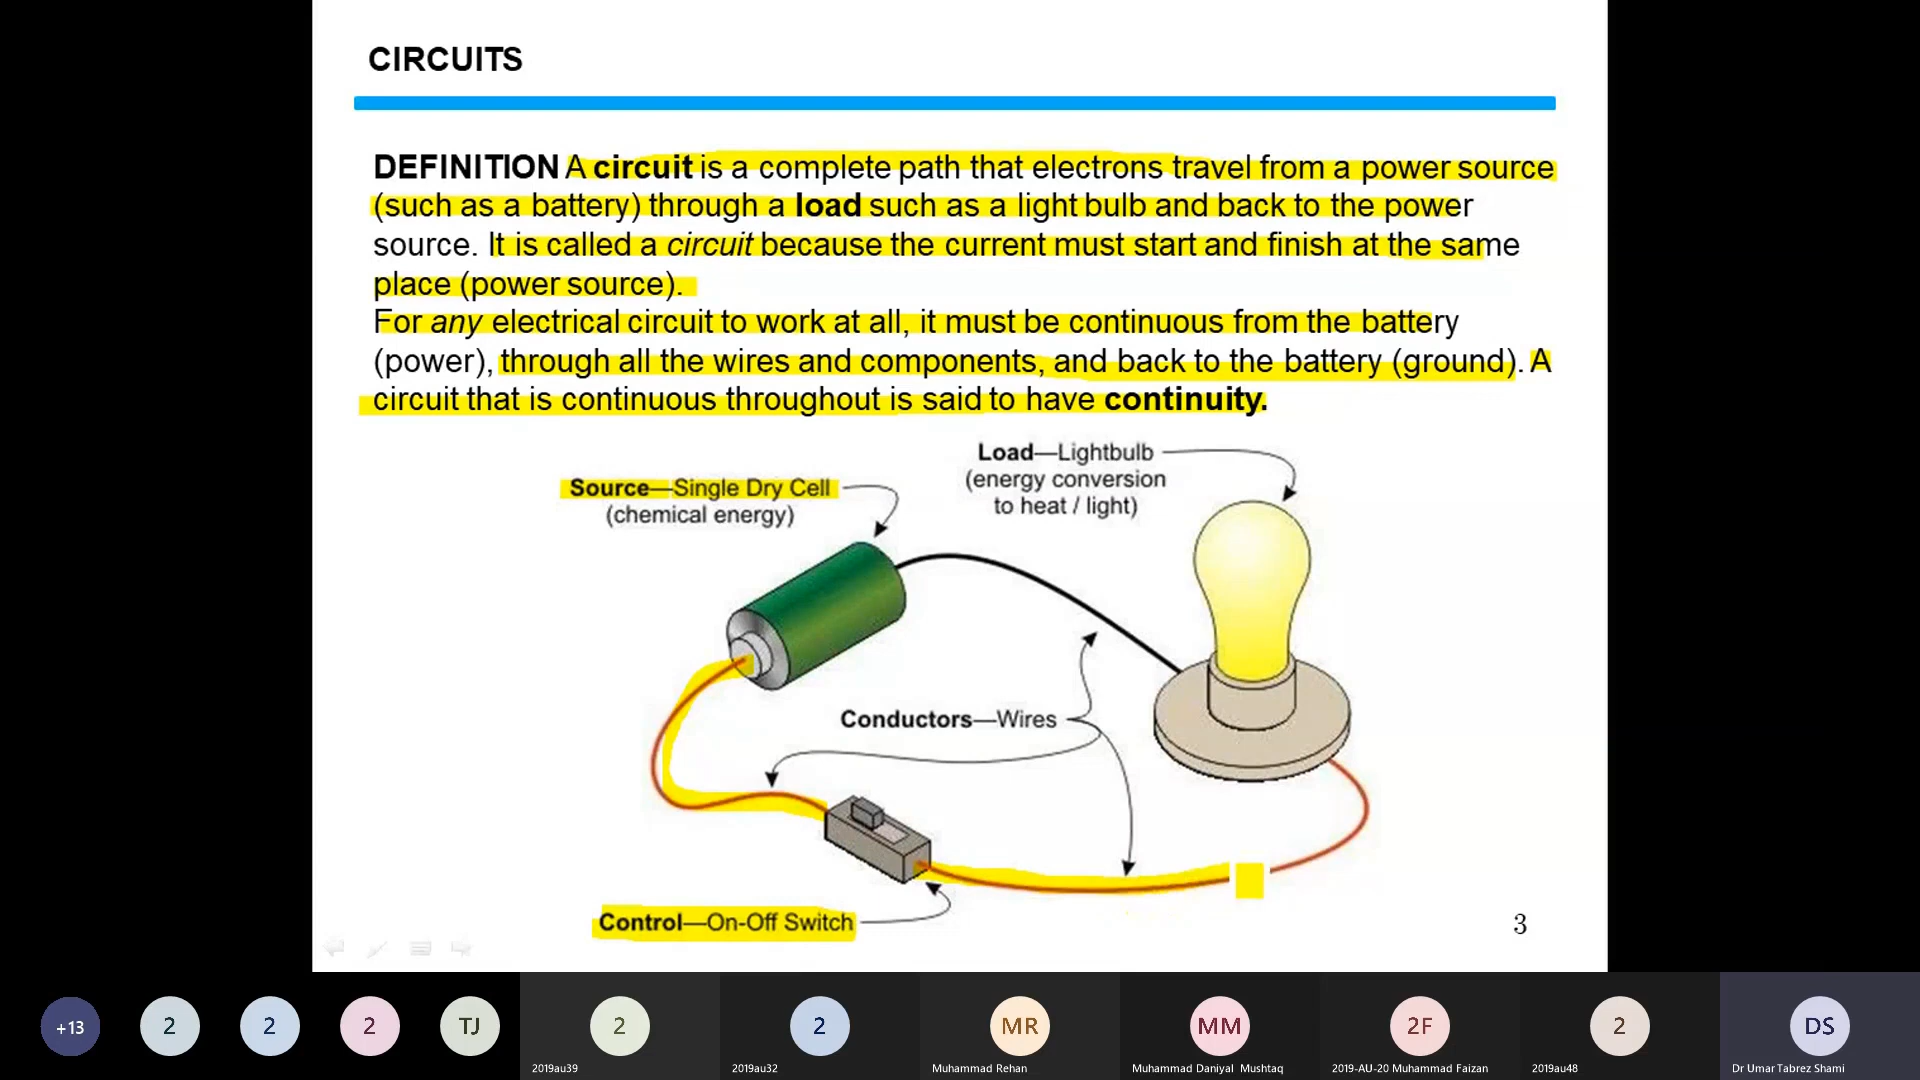 CIRCUITS
DEFINITION A circuit is a complete path that electrons travel from a power source
(such as a battery) through a load such as a light bulb and back to the power
source. It is called a circuit because the current must start and finish at the same
place (power source).
For any electrical circuit to work at all, it must be continuous from the battery
(power), through all the wires and components, and back to the battery (ground). A
circuit that is continuous throughout is said to have continuity.
Load—Lightbulb
(energy conversion
to heat / light)
Source—Single Dry Cell
(chemical energy)
Conductors—Wires
Control—On-Off Switch
3
+13
2
2
2
TJ
2
2
MR
MM
2F
2
DS
2019au39
2019au32
Muhammad Rehan
Muhammad Daniyal Mushtaq
2019-AU-20 Muhammad Faizan
2019au48
Dr Umar Tabrez Shami